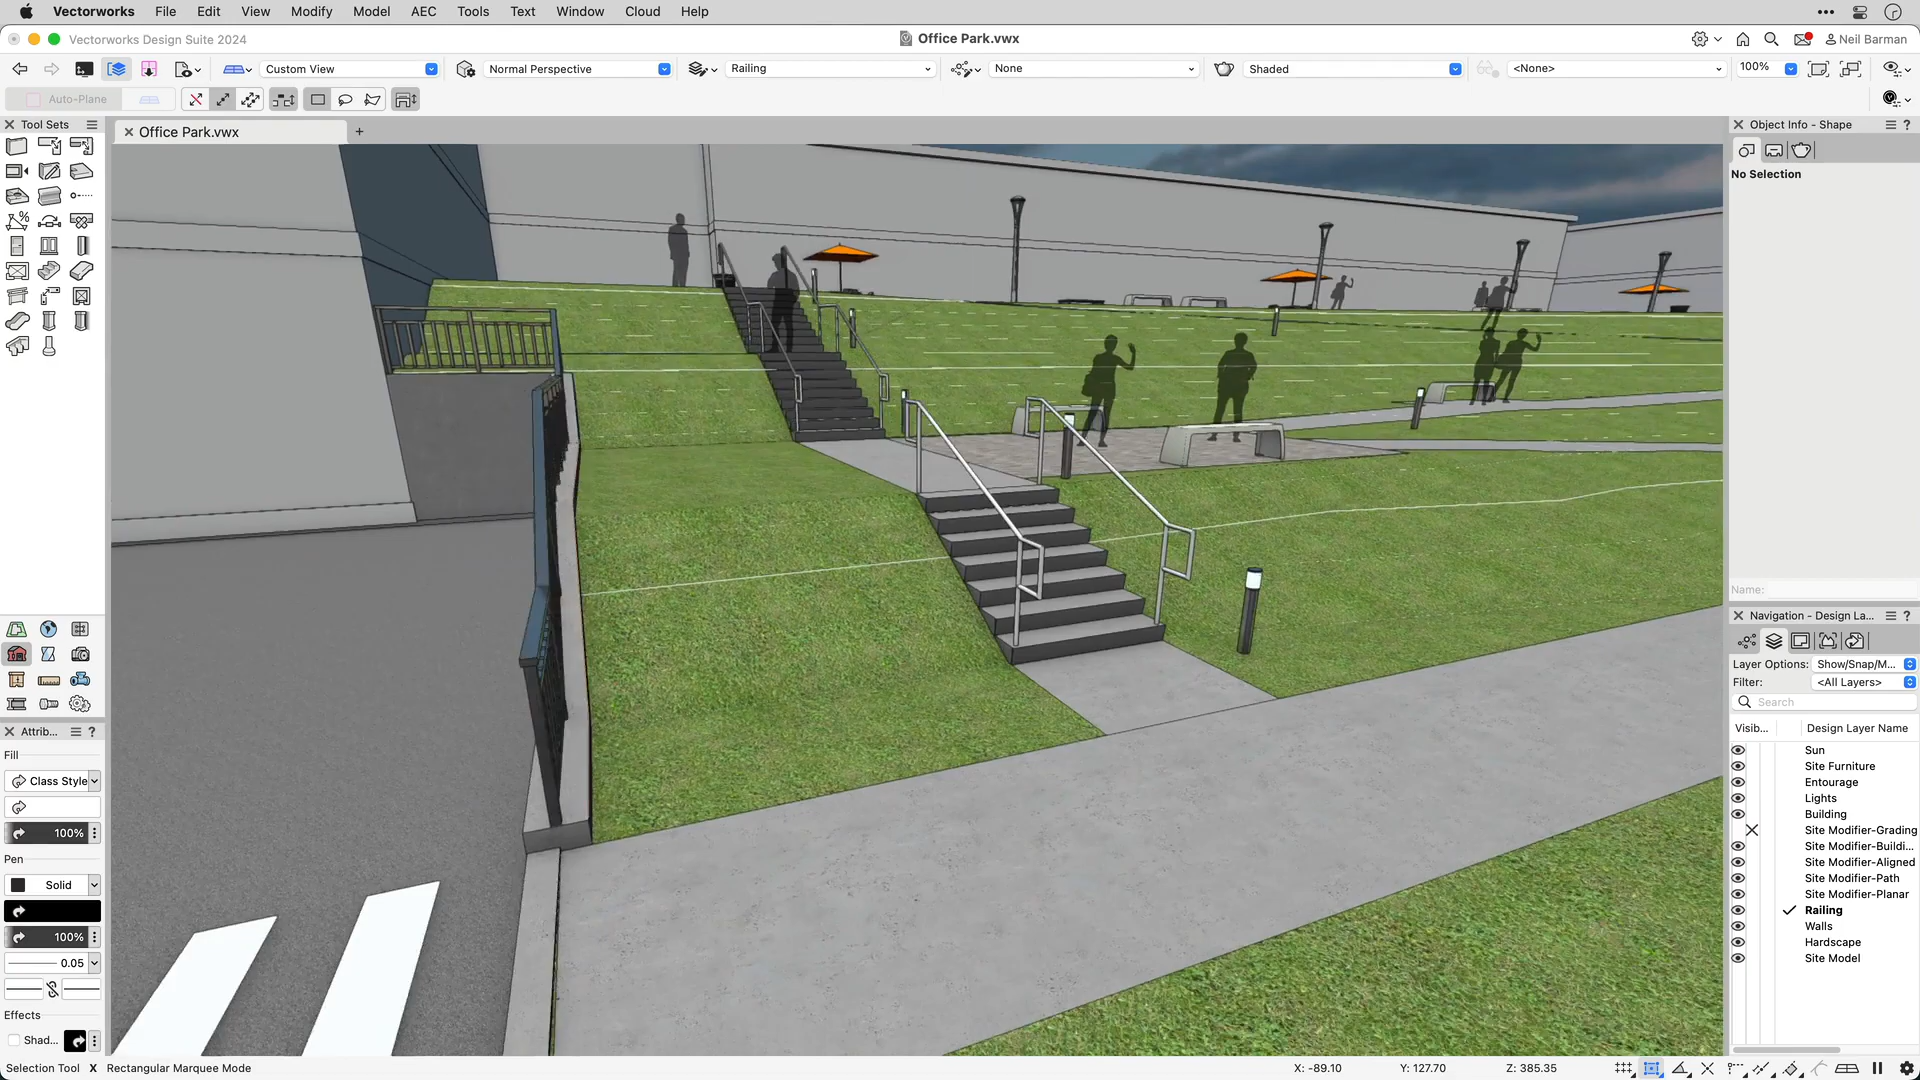 Vectorworks File Edit View Modify Model AEC Tools Text Window Cloud Help
Vectorworks Design Suite 2024
Office Park.vwx
Neil Barman
Custom View
Normal Perspective
Railing
None
Shaded
<None>
100%
Auto-Plane
Tool Sets
Office Park.vwx
Object Info - Shape
No Selection
Name:
Navigation - Design La...
Layer Options: Show/Snap/M...
Filter: <All Layers>
Search
Visib... Design Layer Name
Sun
Site Furniture
Entourage
Lights
Building
Site Modifier-Grading
Site Modifier-Buildi...
Site Modifier-Aligned
Site Modifier-Path
Site Modifier-Planar
Railing
Walls
Hardscape
Site Model
Attrib...
Fill
Class Style
100%
Pen
Solid
100%
0.05
Effects
Shad...
Selection Tool X Rectangular Marquee Mode
X: -89.10 Y: 127.70 Z: 385.35